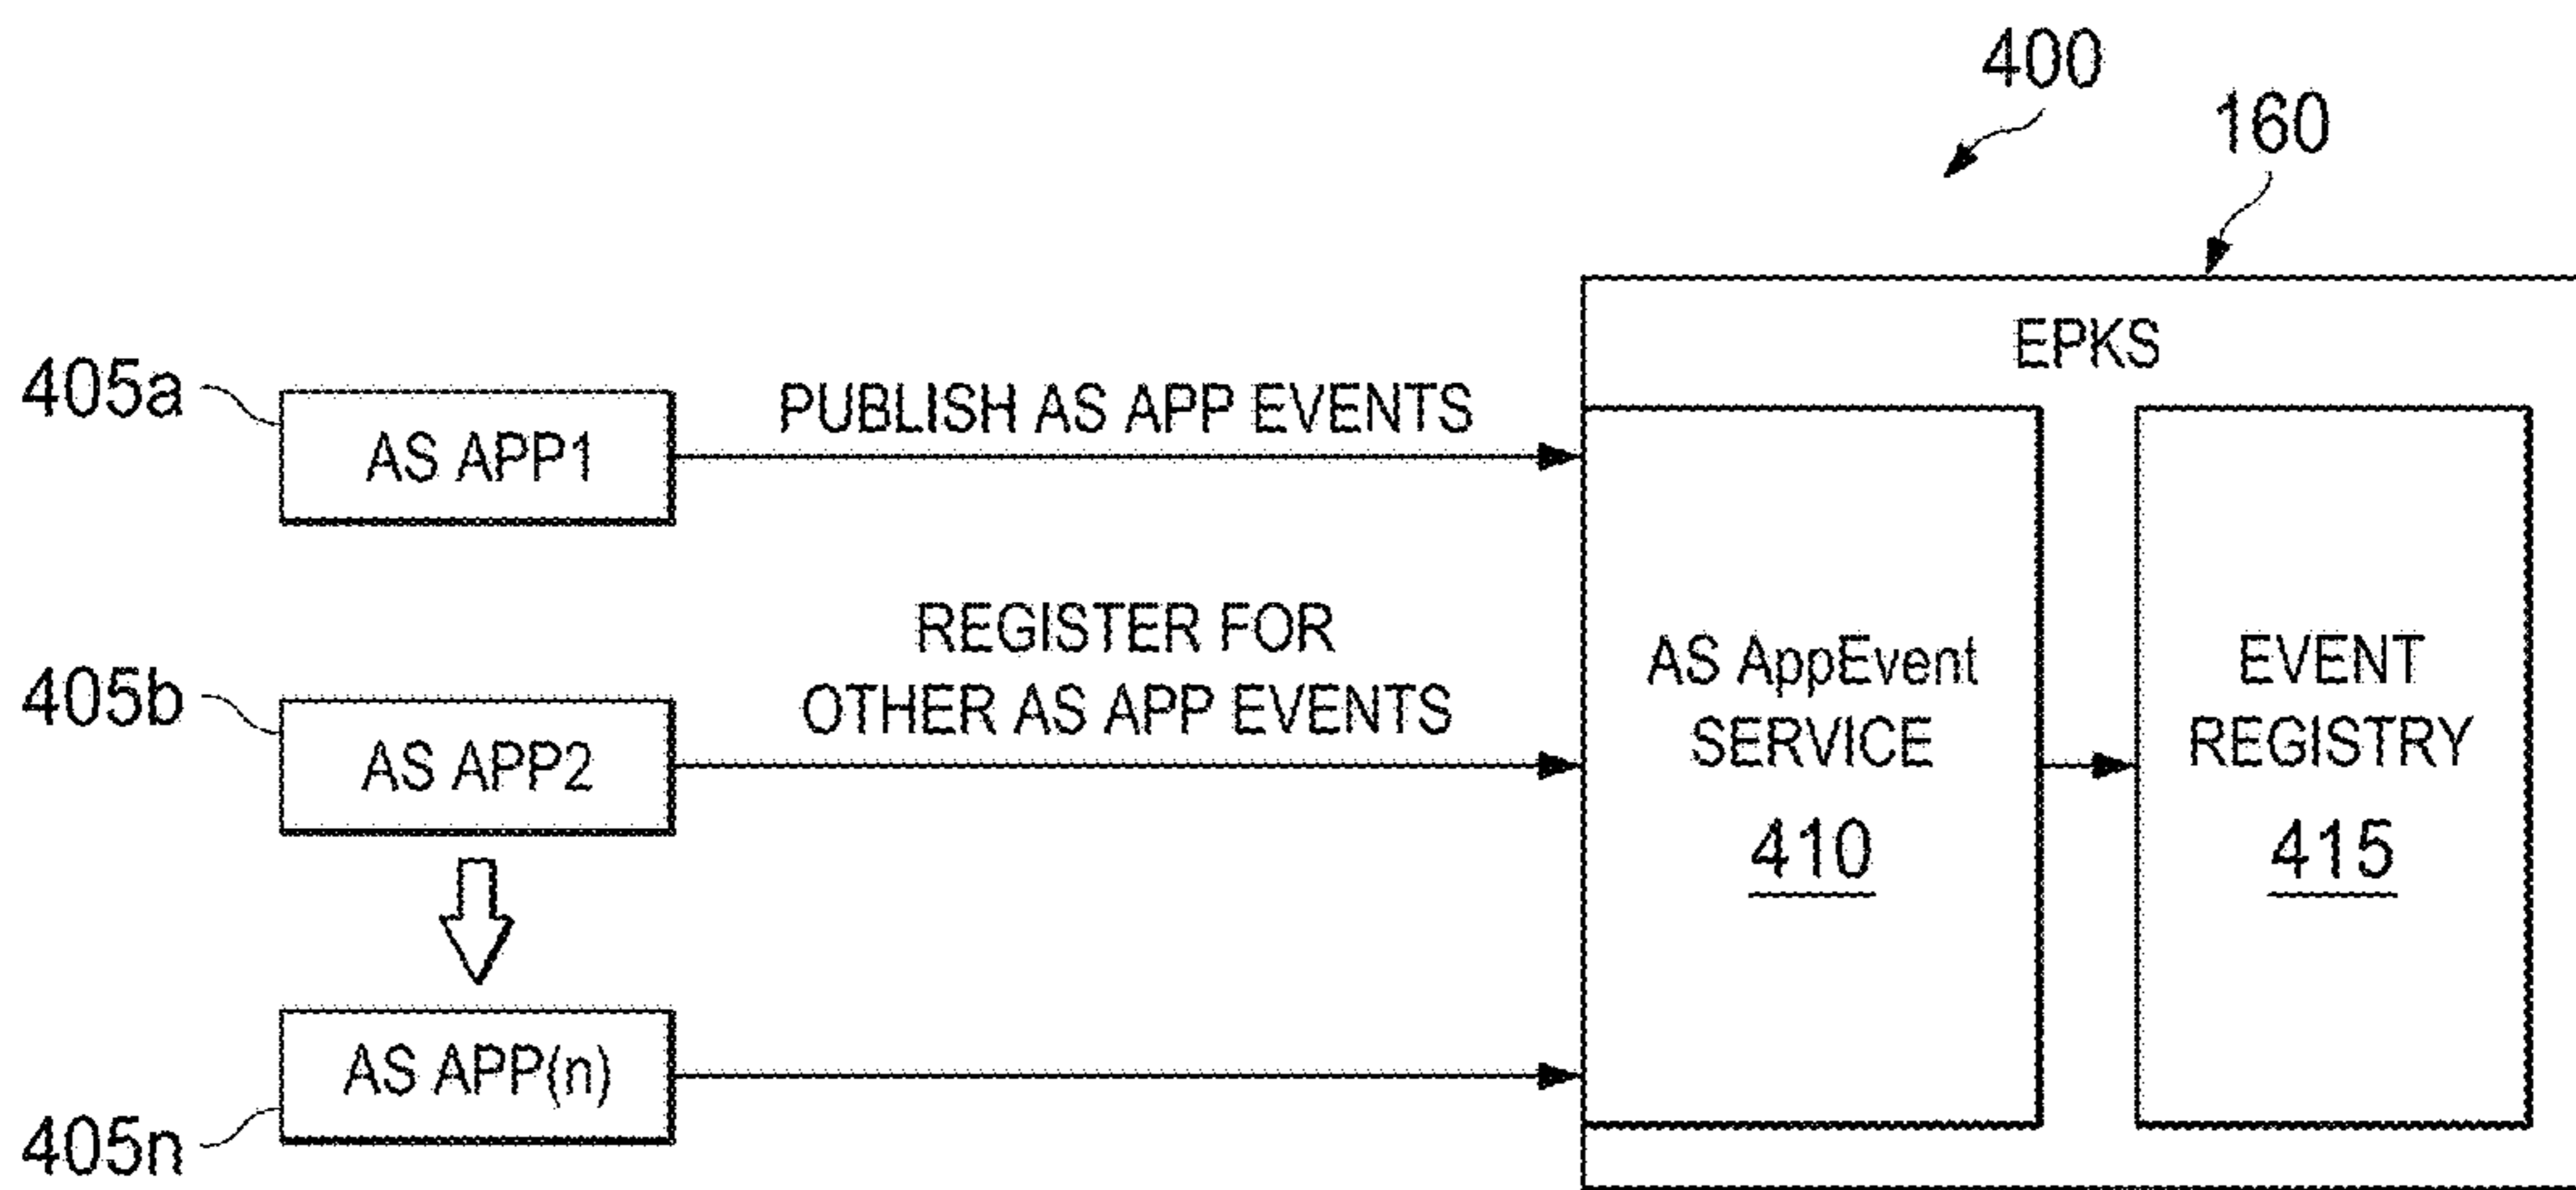 400
160
EPKS
405a
AS APP1
PUBLISH AS APP EVENTS
405b
AS APP2
REGISTER FOR
OTHER AS APP EVENTS
AS AppEvent
SERVICE
410
EVENT
REGISTRY
415
405n
AS APP(n)